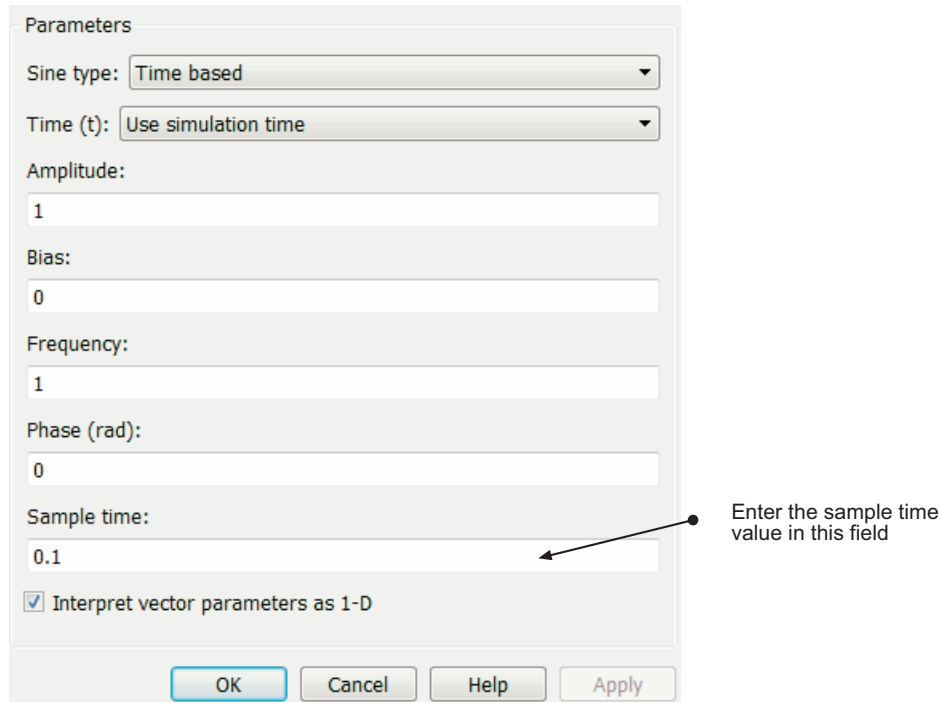 Parameters
Sine type: Time based
Time (t): Use simulation time
Amplitude:
1
Bias:
0
Frequency:
1
Phase (rad):
0
Sample time:
0.1
Enter the sample time
value in this field
Interpret vector parameters as 1-D
OK Cancel Help Apply